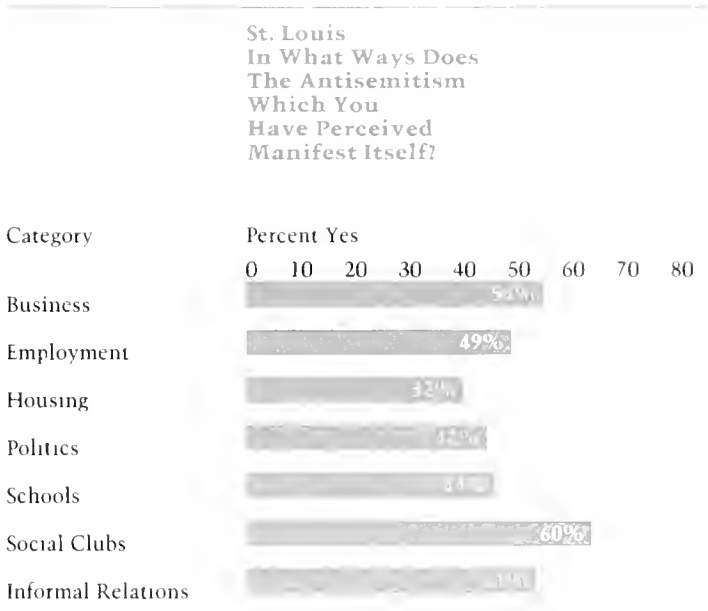 St. Louis
In What Ways Does
The Antisemitism
Which You
Have Perceived
Manifest Itself?
Category Percent Yes
0 10 20 30 40 50 60 70 80
Business
Employment 49%
Housing
Politics
Schools
Social Clubs 60%
Informal Relations